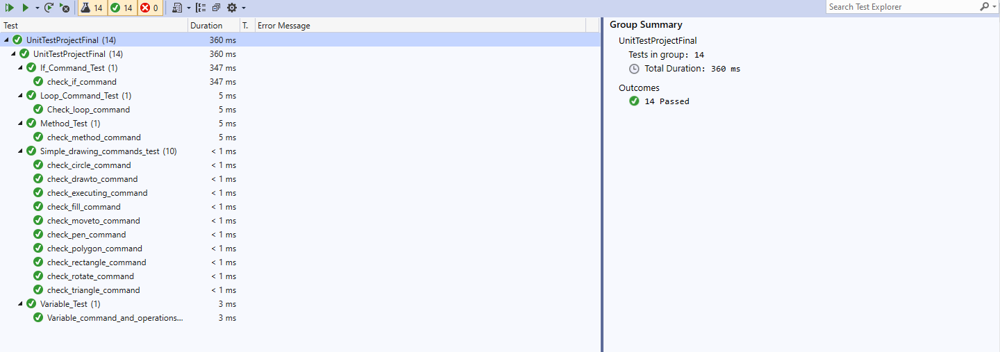 14 14 0
Search Test Explorer
Test Duration T. Error Message
UnitTestProjectFinal (14) 360 ms
UnitTestProjectFinal (14) 360 ms
If_Command_Test (1) 347 ms
check_if_command 347 ms
Loop_Command_Test (1) 5 ms
Check_loop_command 5 ms
Method_Test (1) 5 ms
check_method_command 5 ms
Simple_drawing_commands_test (10) < 1 ms
check_circle_command < 1 ms
check_drawto_command < 1 ms
check_executing_command < 1 ms
check_fill_command < 1 ms
check_moveto_command < 1 ms
check_pen_command < 1 ms
check_polygon_command < 1 ms
check_rectangle_command < 1 ms
check_rotate_command < 1 ms
check_triangle_command < 1 ms
Variable_Test (1) 3 ms
Variable_command_and_operations... 3 ms
Group Summary
UnitTestProjectFinal
Tests in group: 14
Total Duration: 360 ms
Outcomes
14 Passed